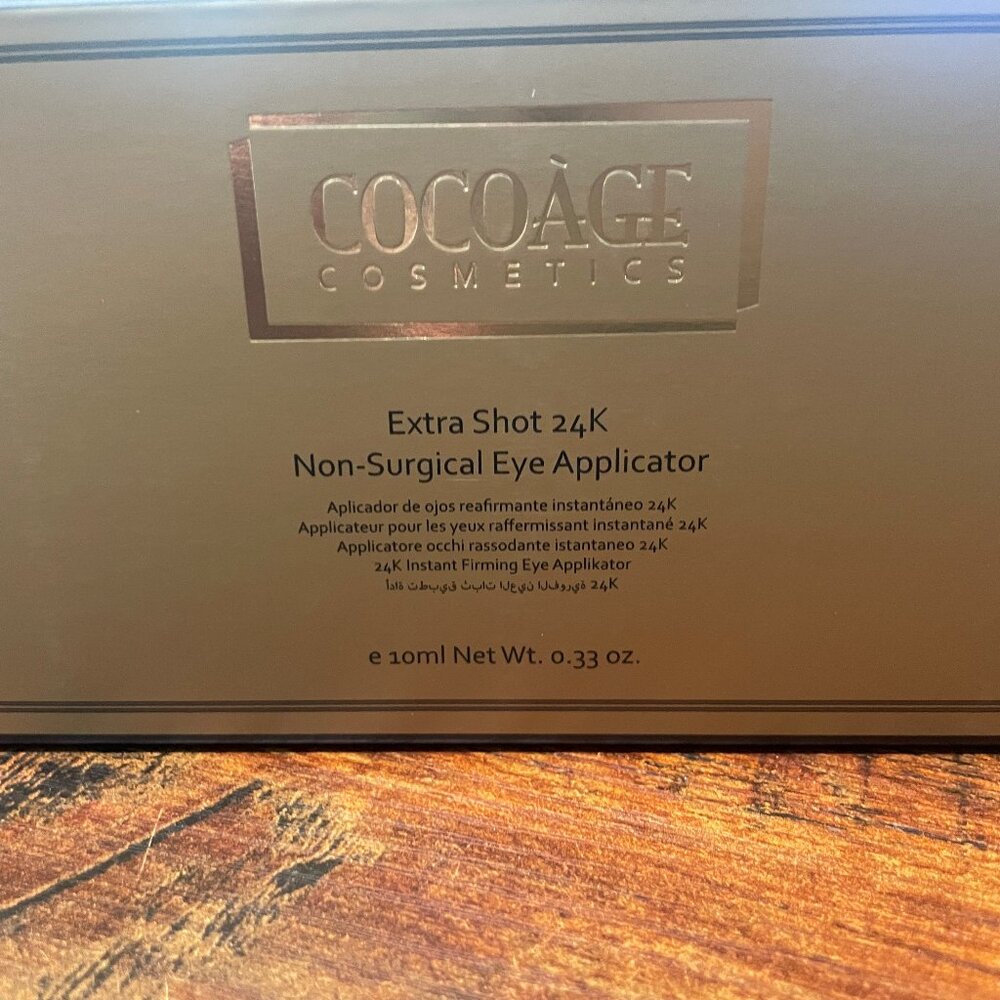 COCOÀGE
COSMETICS
Extra Shot 24K
Non-Surgical Eye Applicator
Aplicador de ojos reafirmante instantáneo 24K
Applicateur pour les yeux raffermissant instantané 24K
Applicatore occhi rassodante istantaneo 24K
24K Instant Firming Eye Applikator
أداة تطبيق ثبات العين الفورية 24K
e 10ml Net Wt. 0.33 oz.